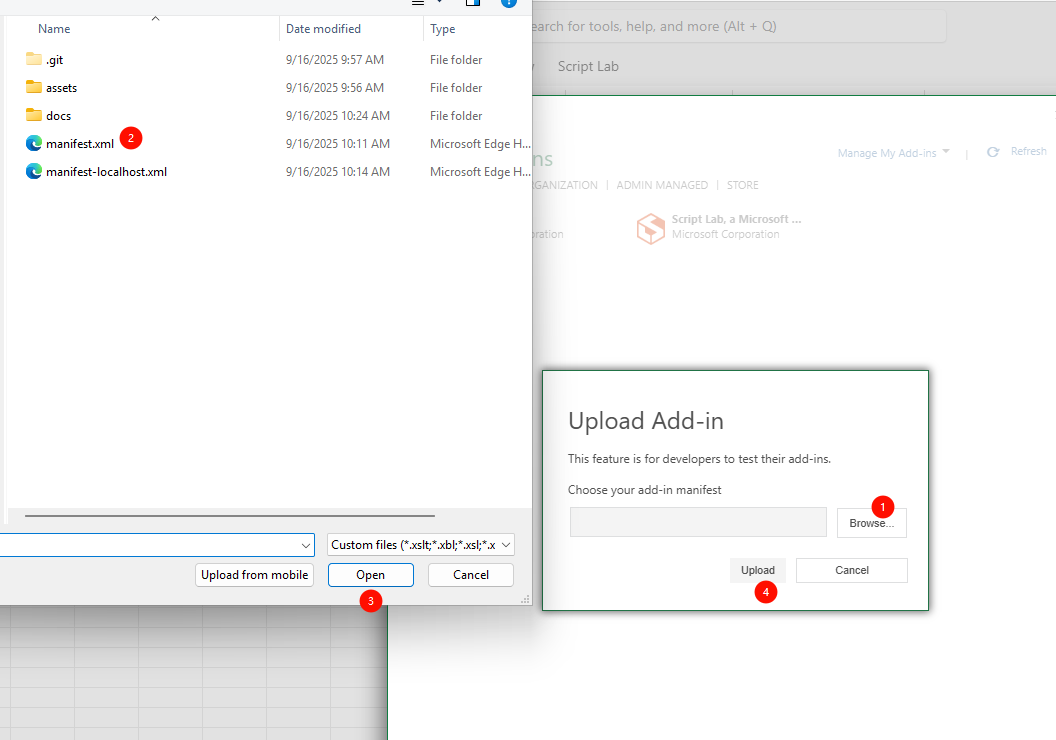 Name Date modified Type
.git 9/16/2025 9:57 AM File folder
assets 9/16/2025 9:56 AM File folder
docs 9/16/2025 10:24 AM File folder
manifest.xml 2 9/16/2025 10:11 AM Microsoft Edge H...
manifest-localhost.xml 9/16/2025 10:14 AM Microsoft Edge H...
Custom files (*.xslt;*.xbl;*.xsl;*.x
Upload from mobile Open Cancel
3
earch for tools, help, and more (Alt + Q)
Script Lab
ns
Manage My Add-ins | Refresh
RGANIZATION | ADMIN MANAGED | STORE
oration
Script Lab, a Microsoft ...
Microsoft Corporation
Upload Add-in
This feature is for developers to test their add-ins.
Choose your add-in manifest
1
Browse...
Upload Cancel
4